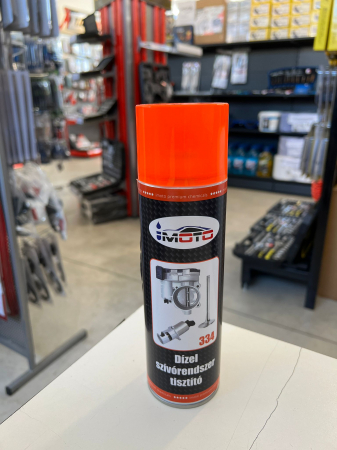 iMOTO
334
Dízel
szívórendszer
tisztító